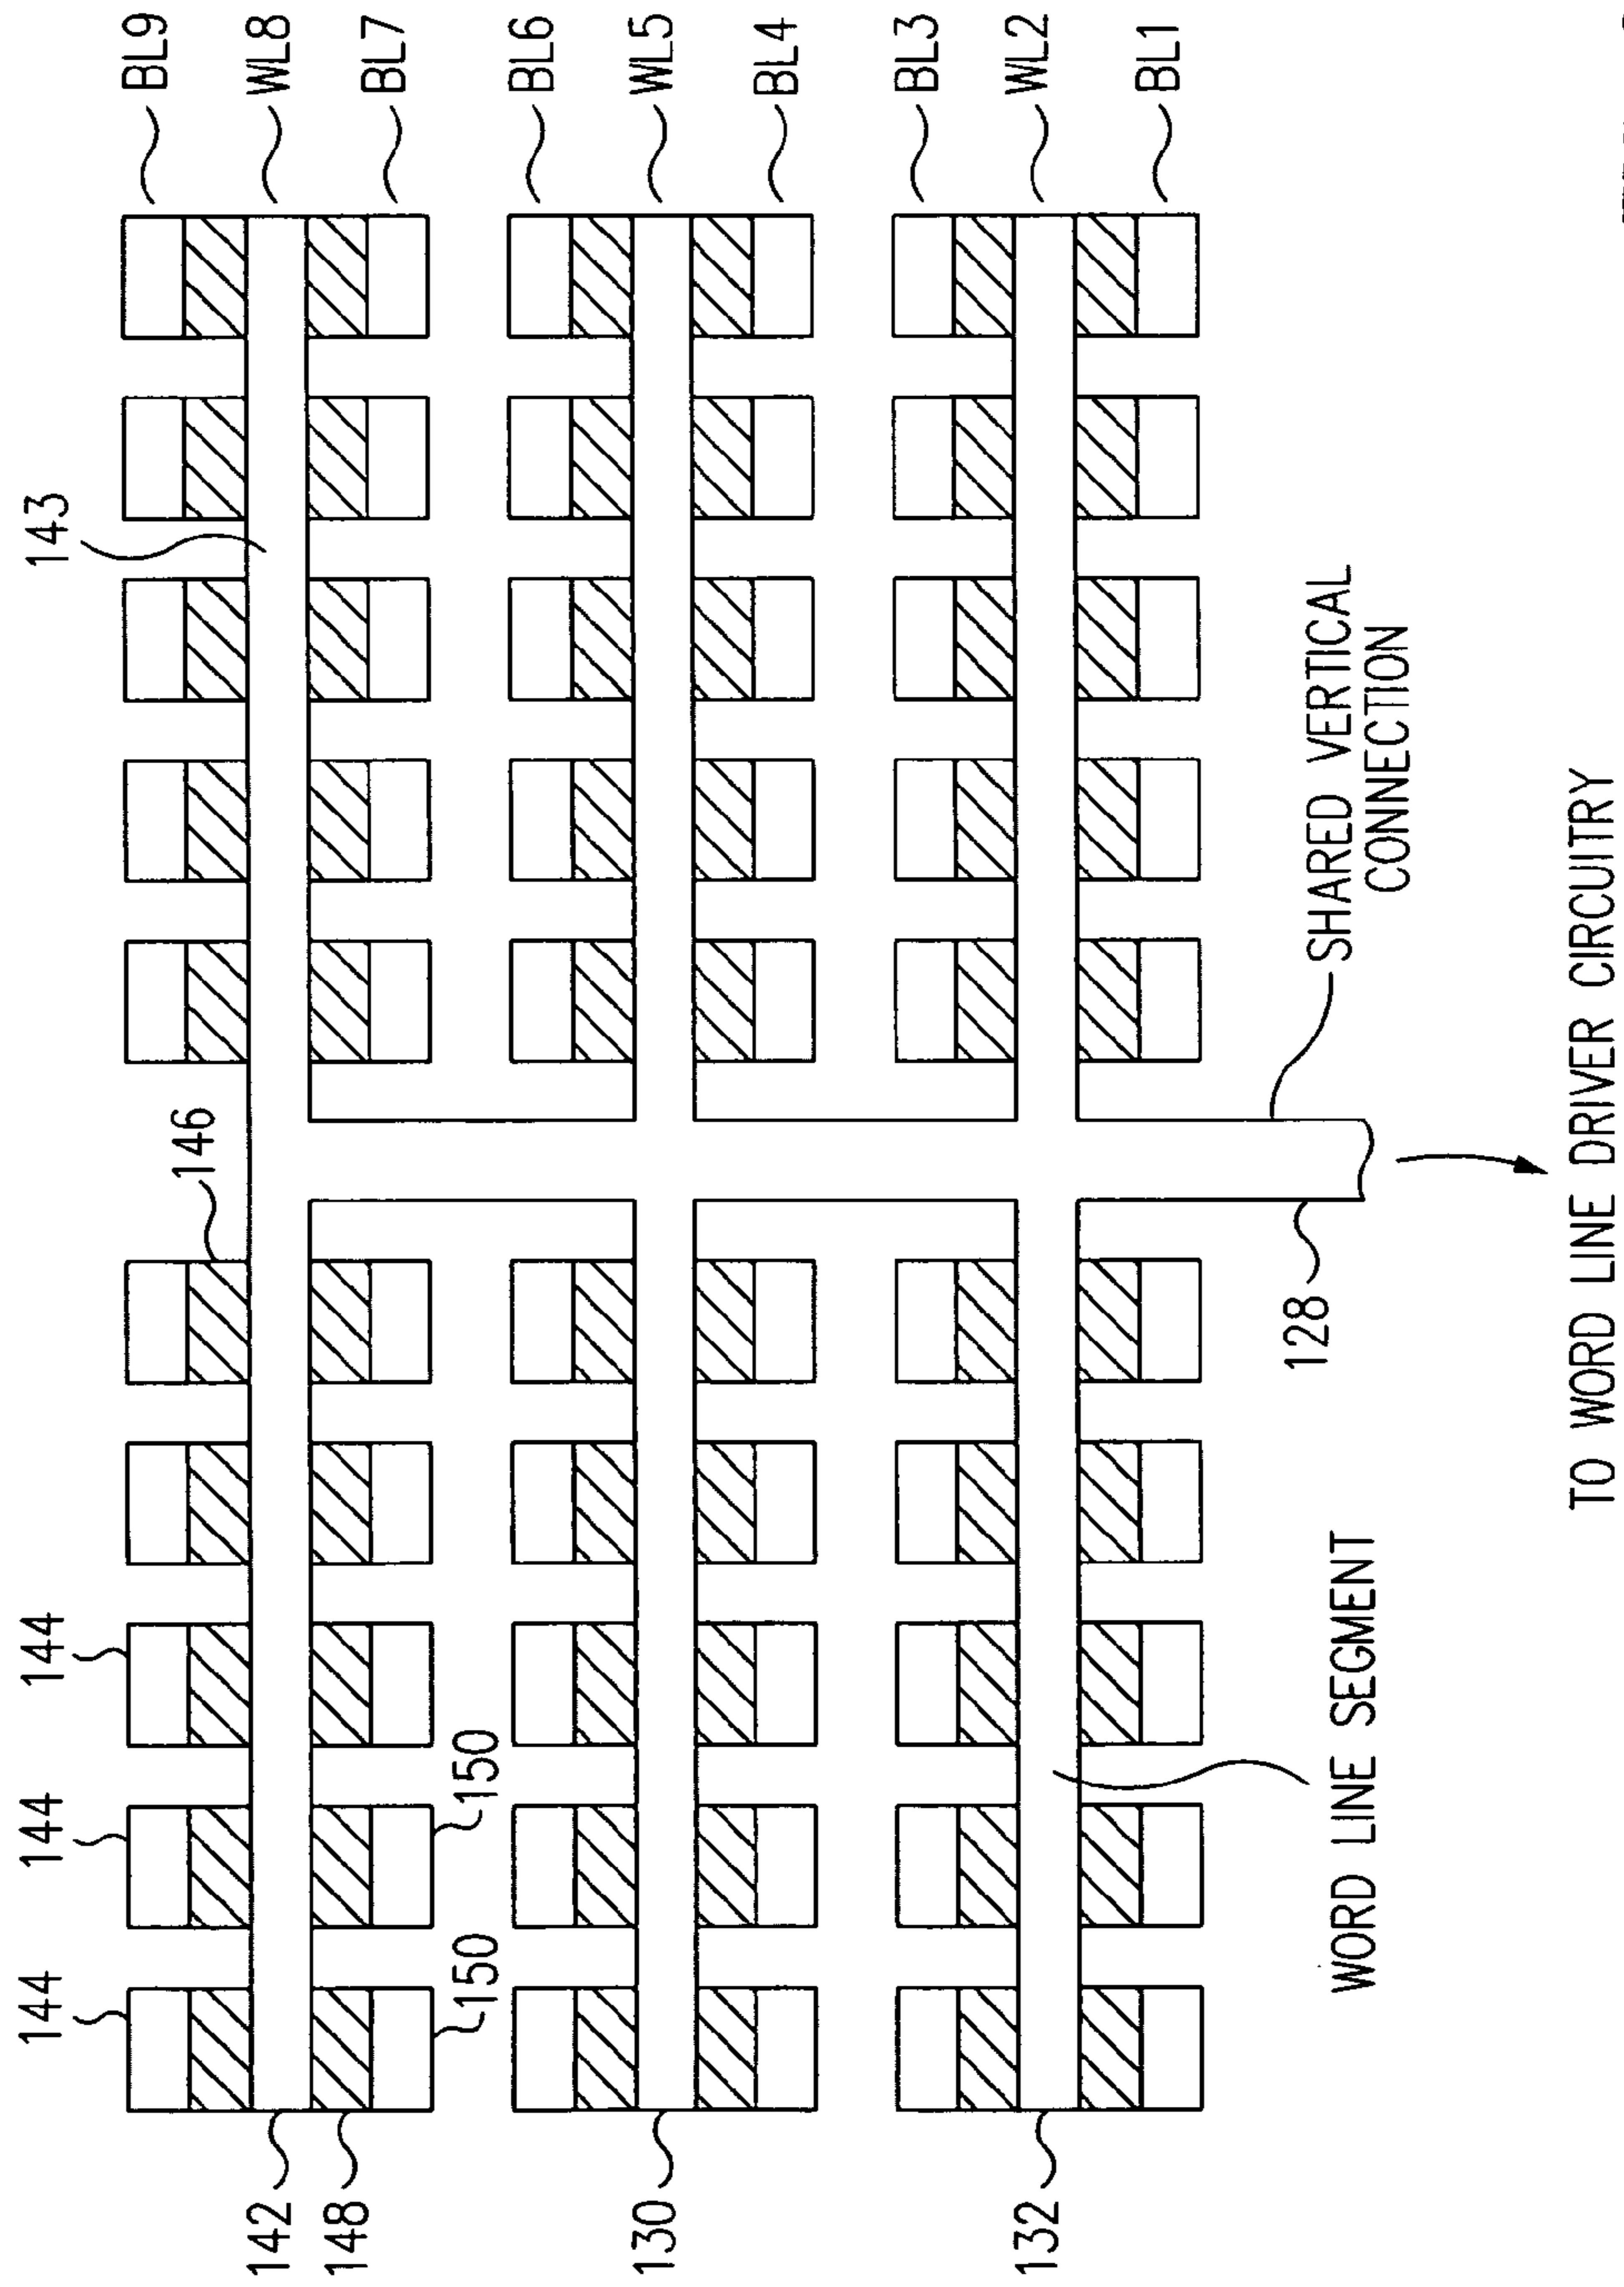 BL9
WL8
BL7
BL6
WL5
BL4
BL3
WL2
BL1
143
146
144
144
144
150
150
142
148
130
132
128
SHARED VERTICAL
CONNECTION
WORD LINE SEGMENT
TO WORD LINE DRIVER CIRCUITRY